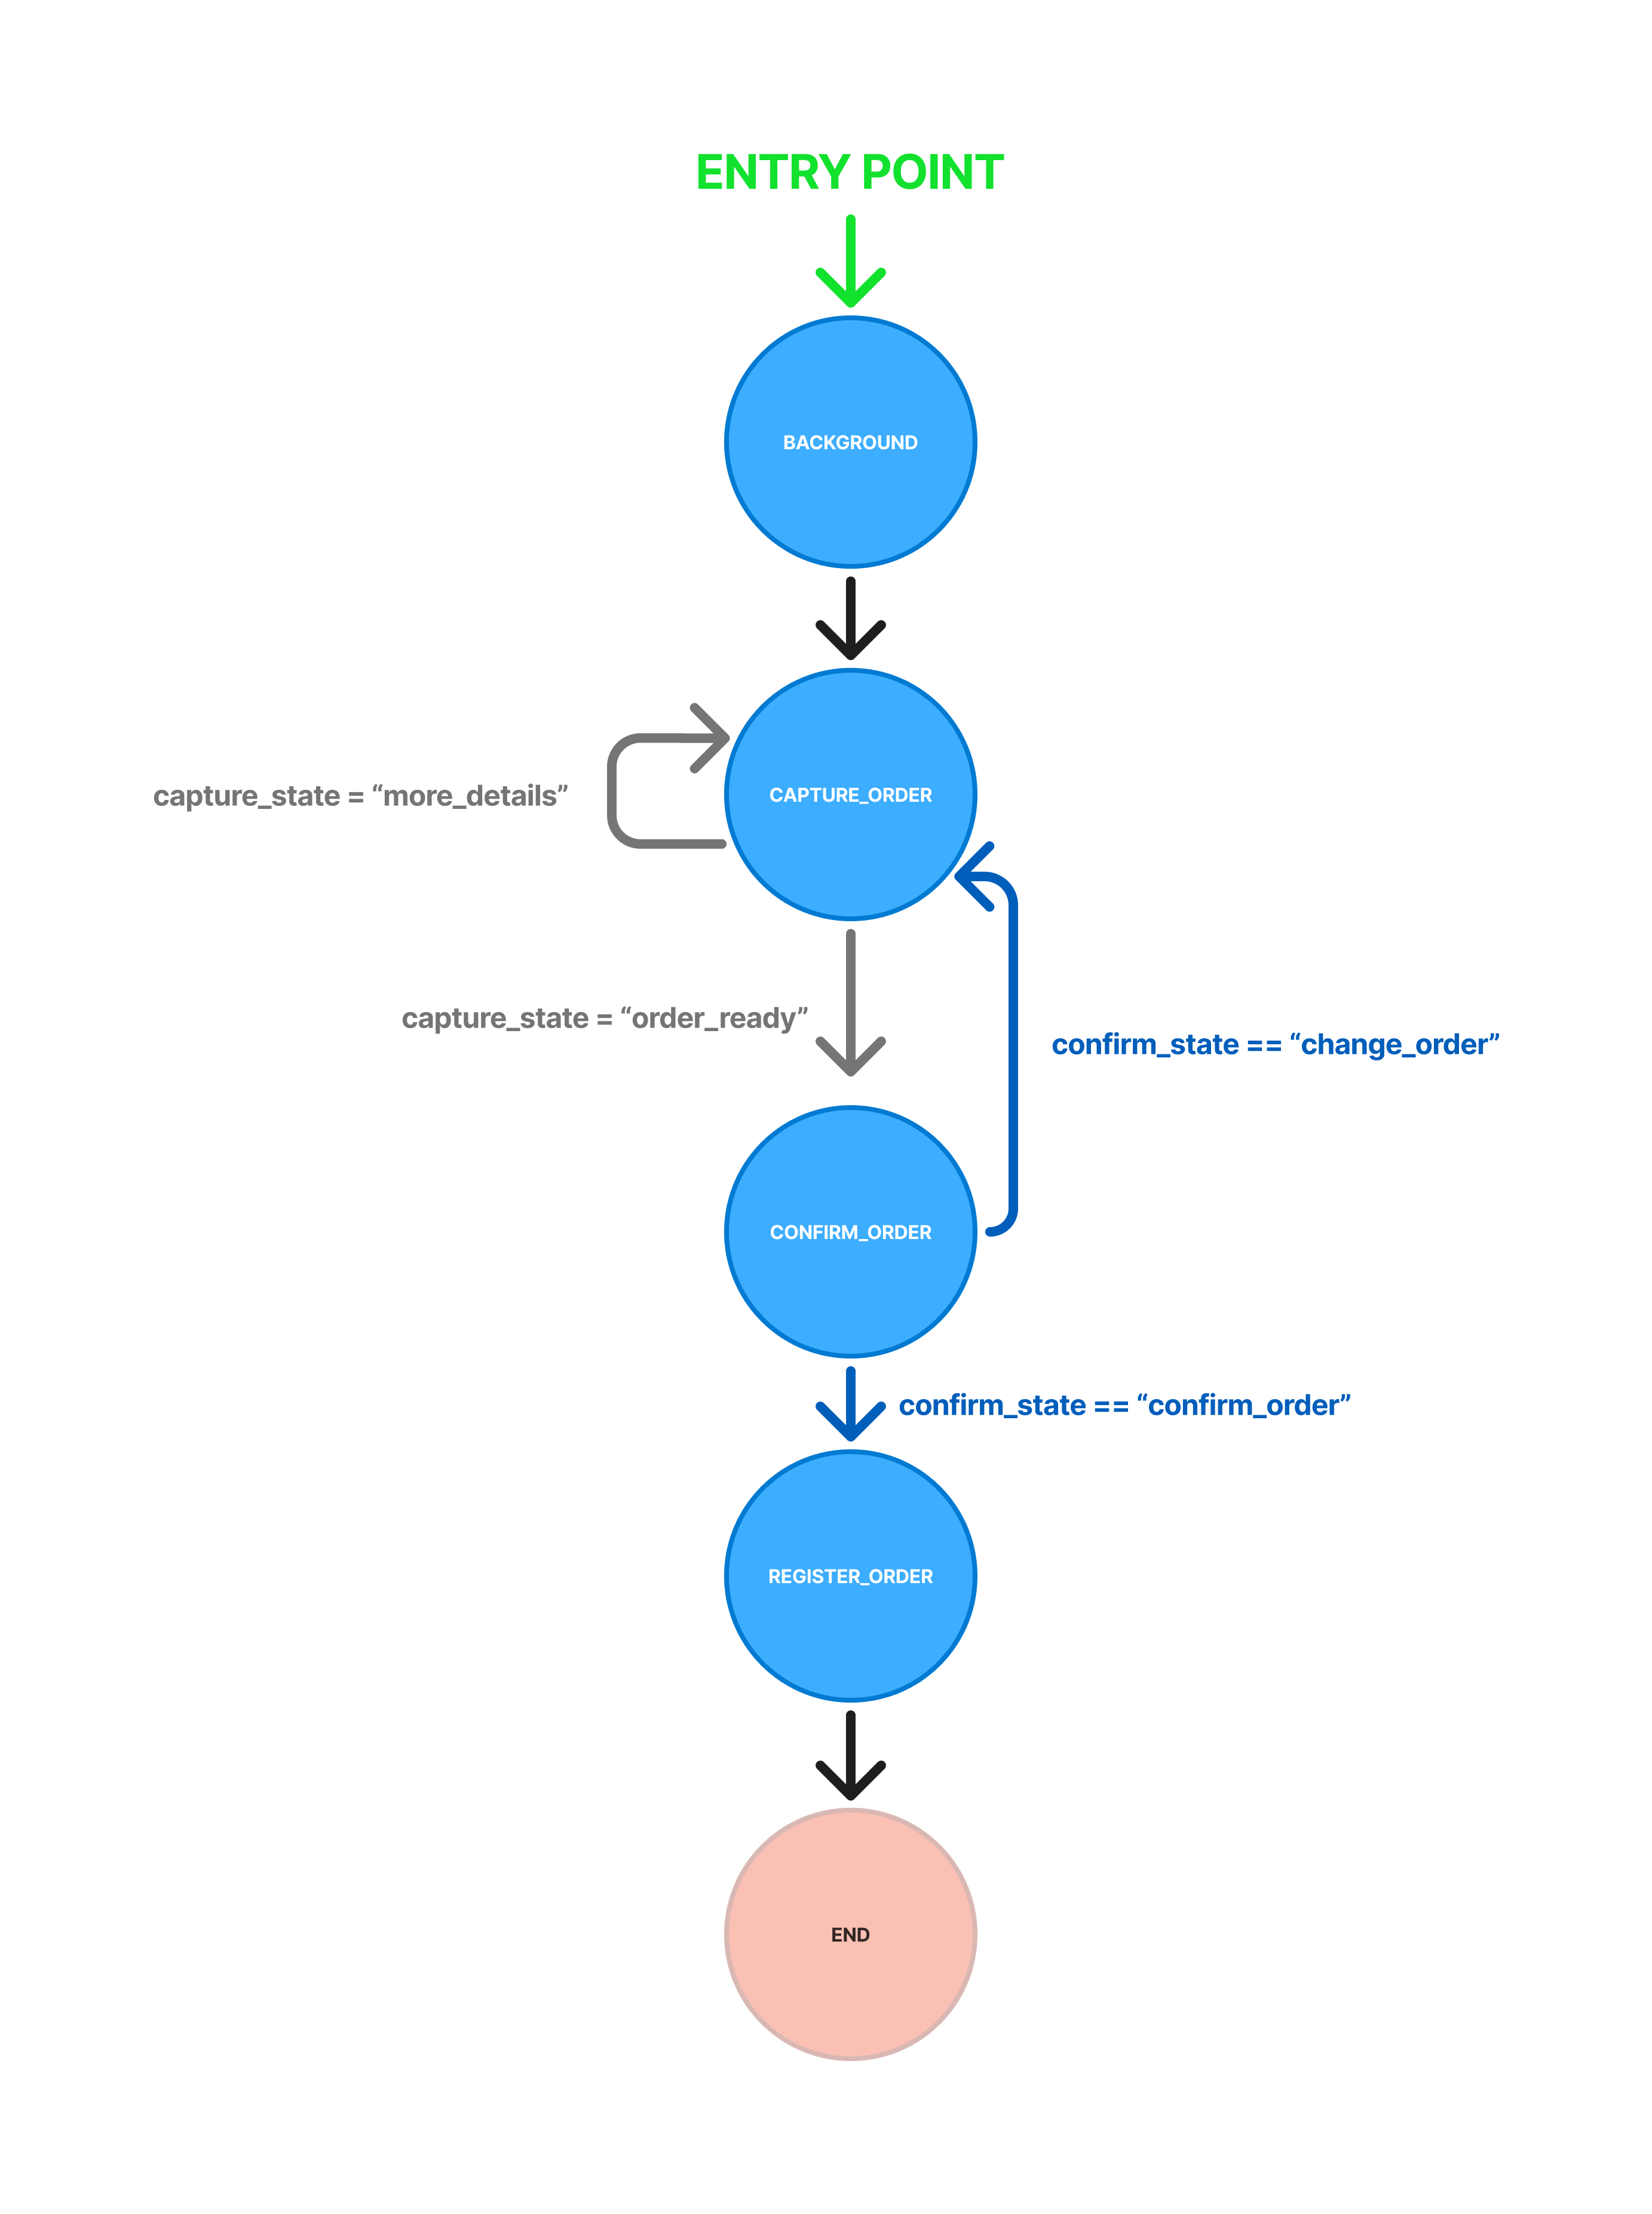 ENTRY POINT
BACKGROUND
CAPTURE_ORDER
capture_state = “more_details”
capture_state = “order_ready”
confirm_state == “change_order”
CONFIRM_ORDER
confirm_state == “confirm_order”
REGISTER_ORDER
END